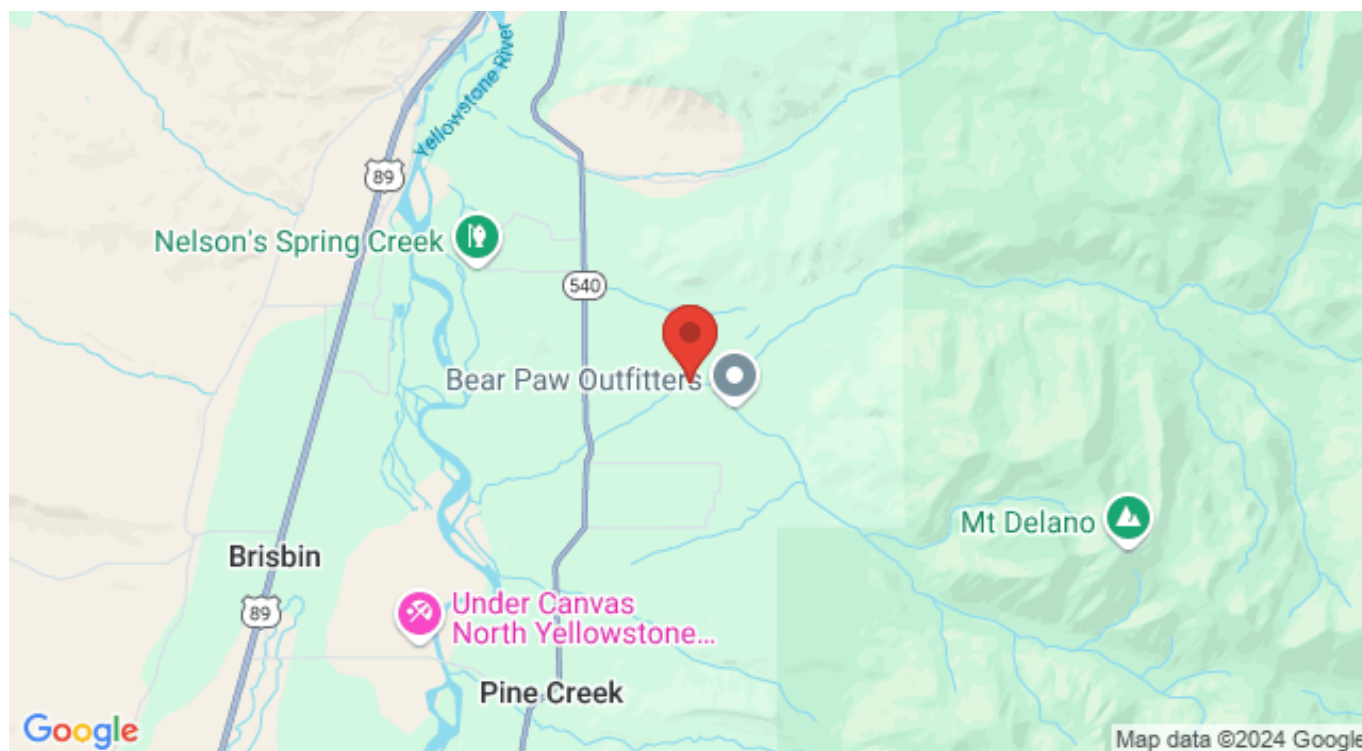 Yellowstone River
89
Nelson's Spring Creek
540
Bear Paw Outfitters
Mt Delano
Brisbin
89
Under Canvas
North Yellowstone...
Pine Creek
Google
Map data ©2024 Google